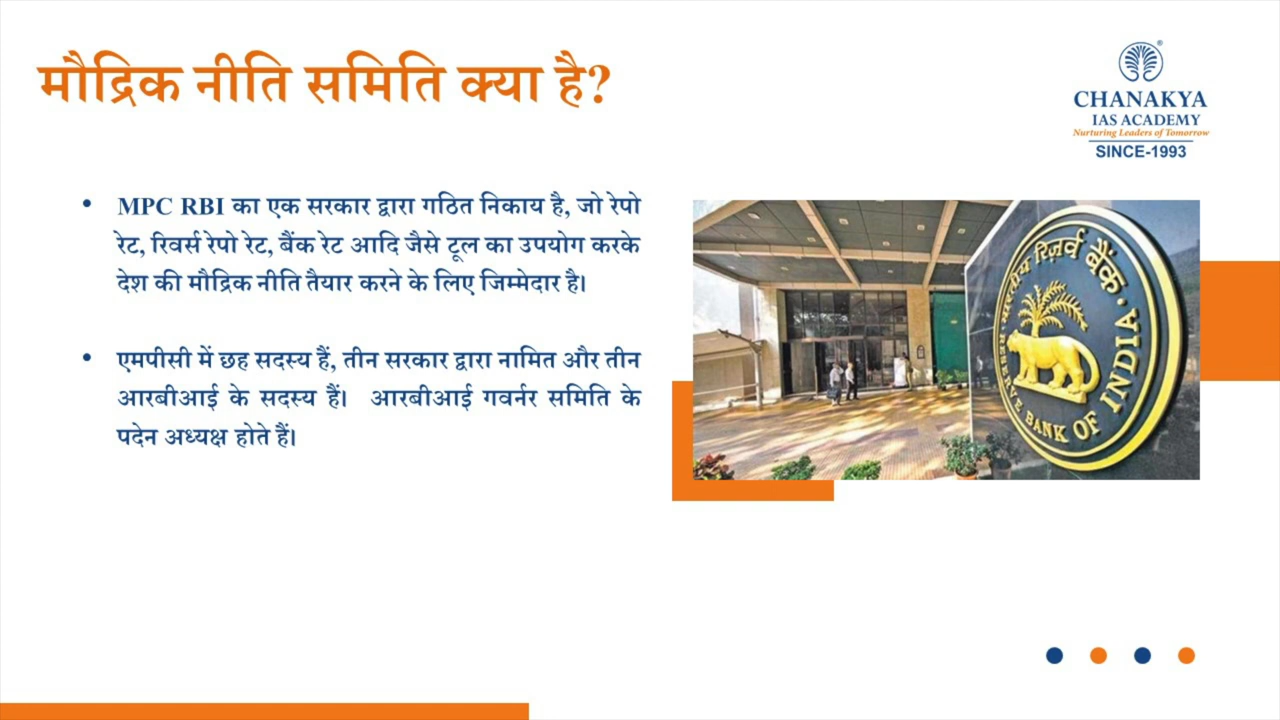 मौद्रिक नीति समिति क्या है?
CHANAKYA
IAS ACADEMY
Nurturing Leaders of Tomorrow
SINCE-1993
• MPC RBI का एक सरकार द्वारा गठित निकाय है, जो रेपो
रेट, रिवर्स रेपो रेट, बैंक रेट आदि जैसे टूल का उपयोग करके
देश की मौद्रिक नीति तैयार करने के लिए जिम्मेदार है।
• एमपीसी में छह सदस्य हैं, तीन सरकार द्वारा नामित और तीन
आरबीआई के सदस्य हैं। आरबीआई गवर्नर समिति के
पदेन अध्यक्ष होते हैं।
भारतीय रिज़र्व बैंक
RESERVE BANK OF INDIA